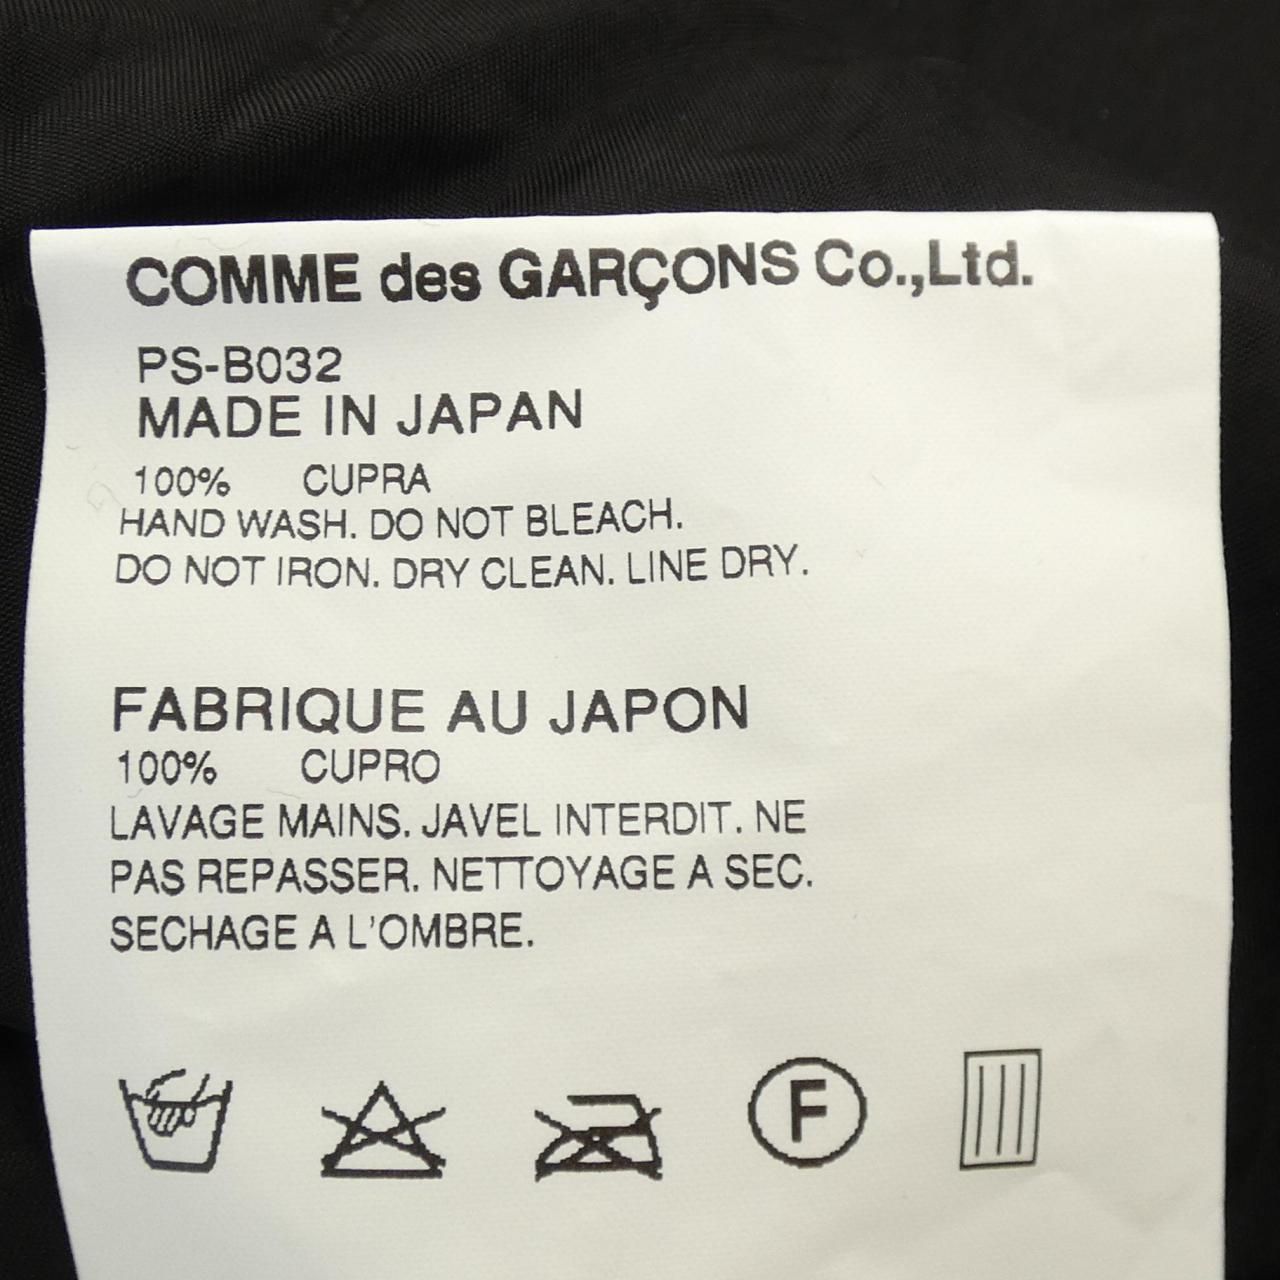 COMME des GARÇONS Co.,Ltd.
PS-B032
MADE IN JAPAN
100% CUPRA
HAND WASH. DO NOT BLEACH.
DO NOT IRON. DRY CLEAN. LINE DRY.
FABRIQUE AU JAPON
100% CUPRO
LAVAGE MAINS. JAVEL INTERDIT. NE
PAS REPASSER. NETTOYAGE A SEC.
SECHAGE A L'OMBRE.
F